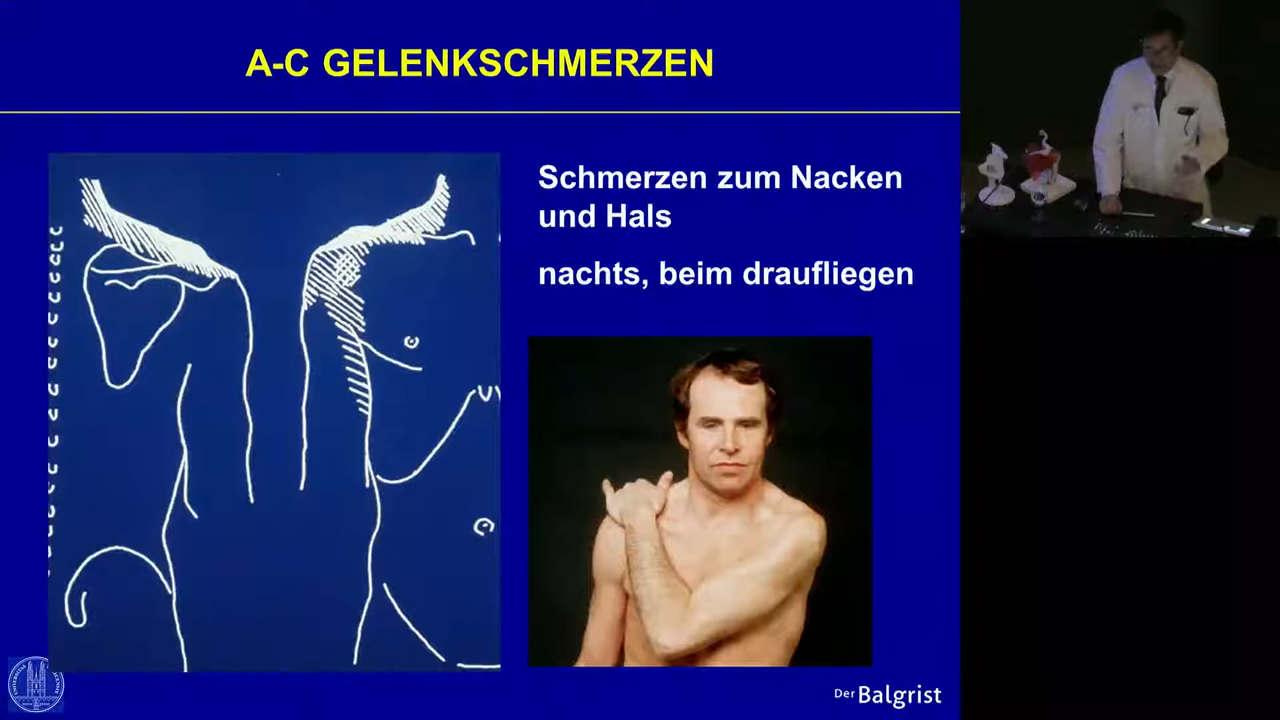 A-C GELENKSCHMERZEN
Schmerzen zum Nacken
und Hals
nachts, beim draufliegen
Der Balgrist